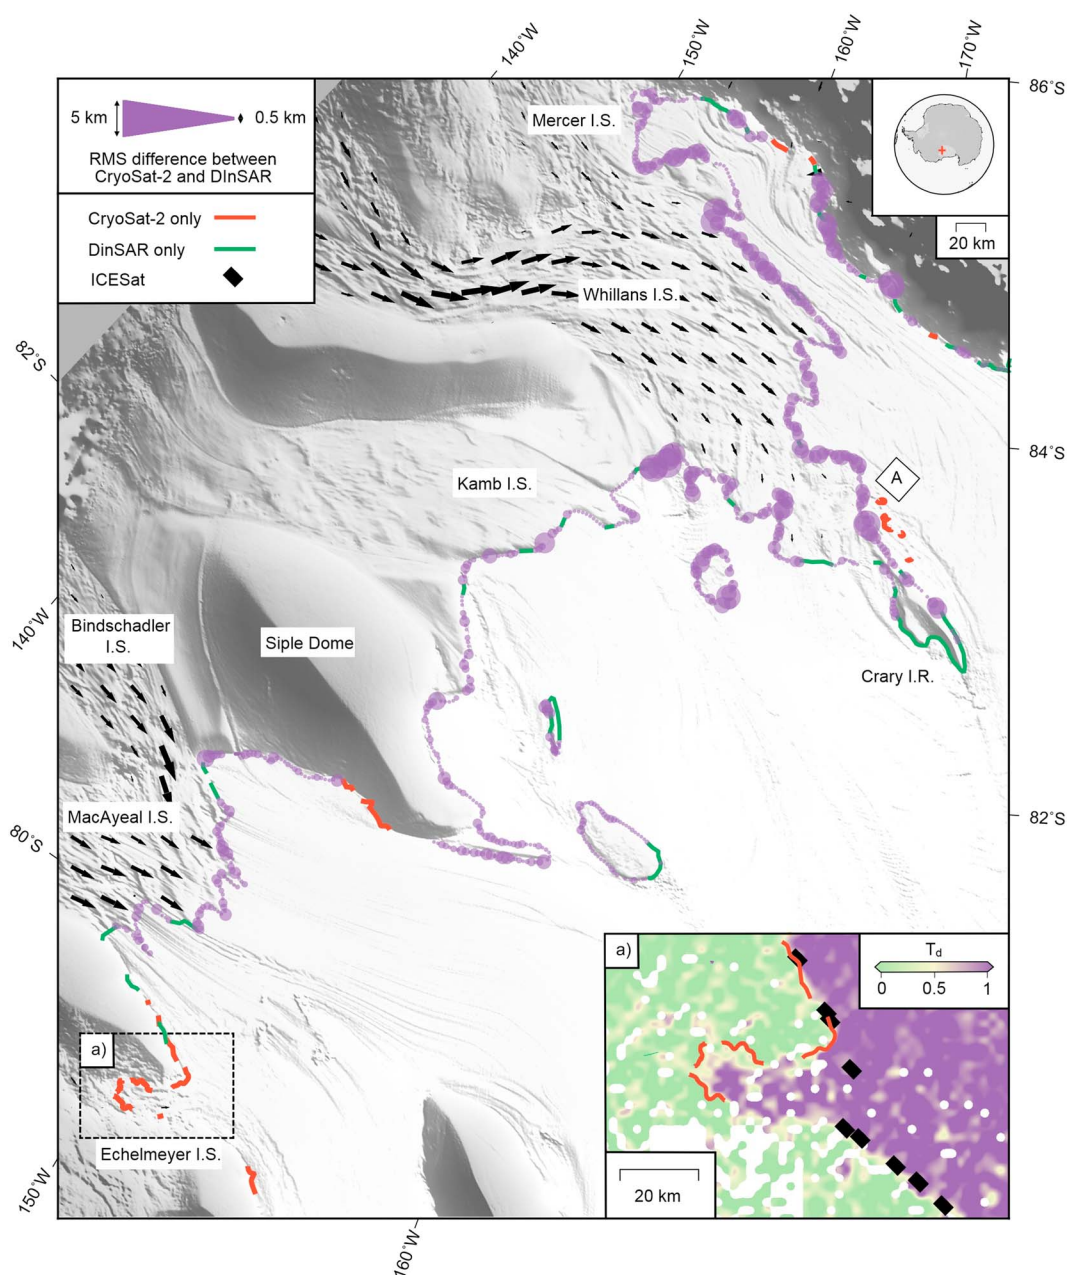 140°W
150°W
160°W
170°W
86°S
5 km
0.5 km
RMS difference between
CryoSat-2 and DInSAR
CryoSat-2 only
DinSAR only
ICESat
Mercer I.S.
20 km
Whillans I.S.
82°S
84°S
Kamb I.S.
A
140°W
Bindschadler
I.S.
Siple Dome
Crary I.R.
MacAyeal I.S.
80°S
82°S
a)
Td
0
0.5
1
a)
Echelmeyer I.S.
20 km
150°W
160°W